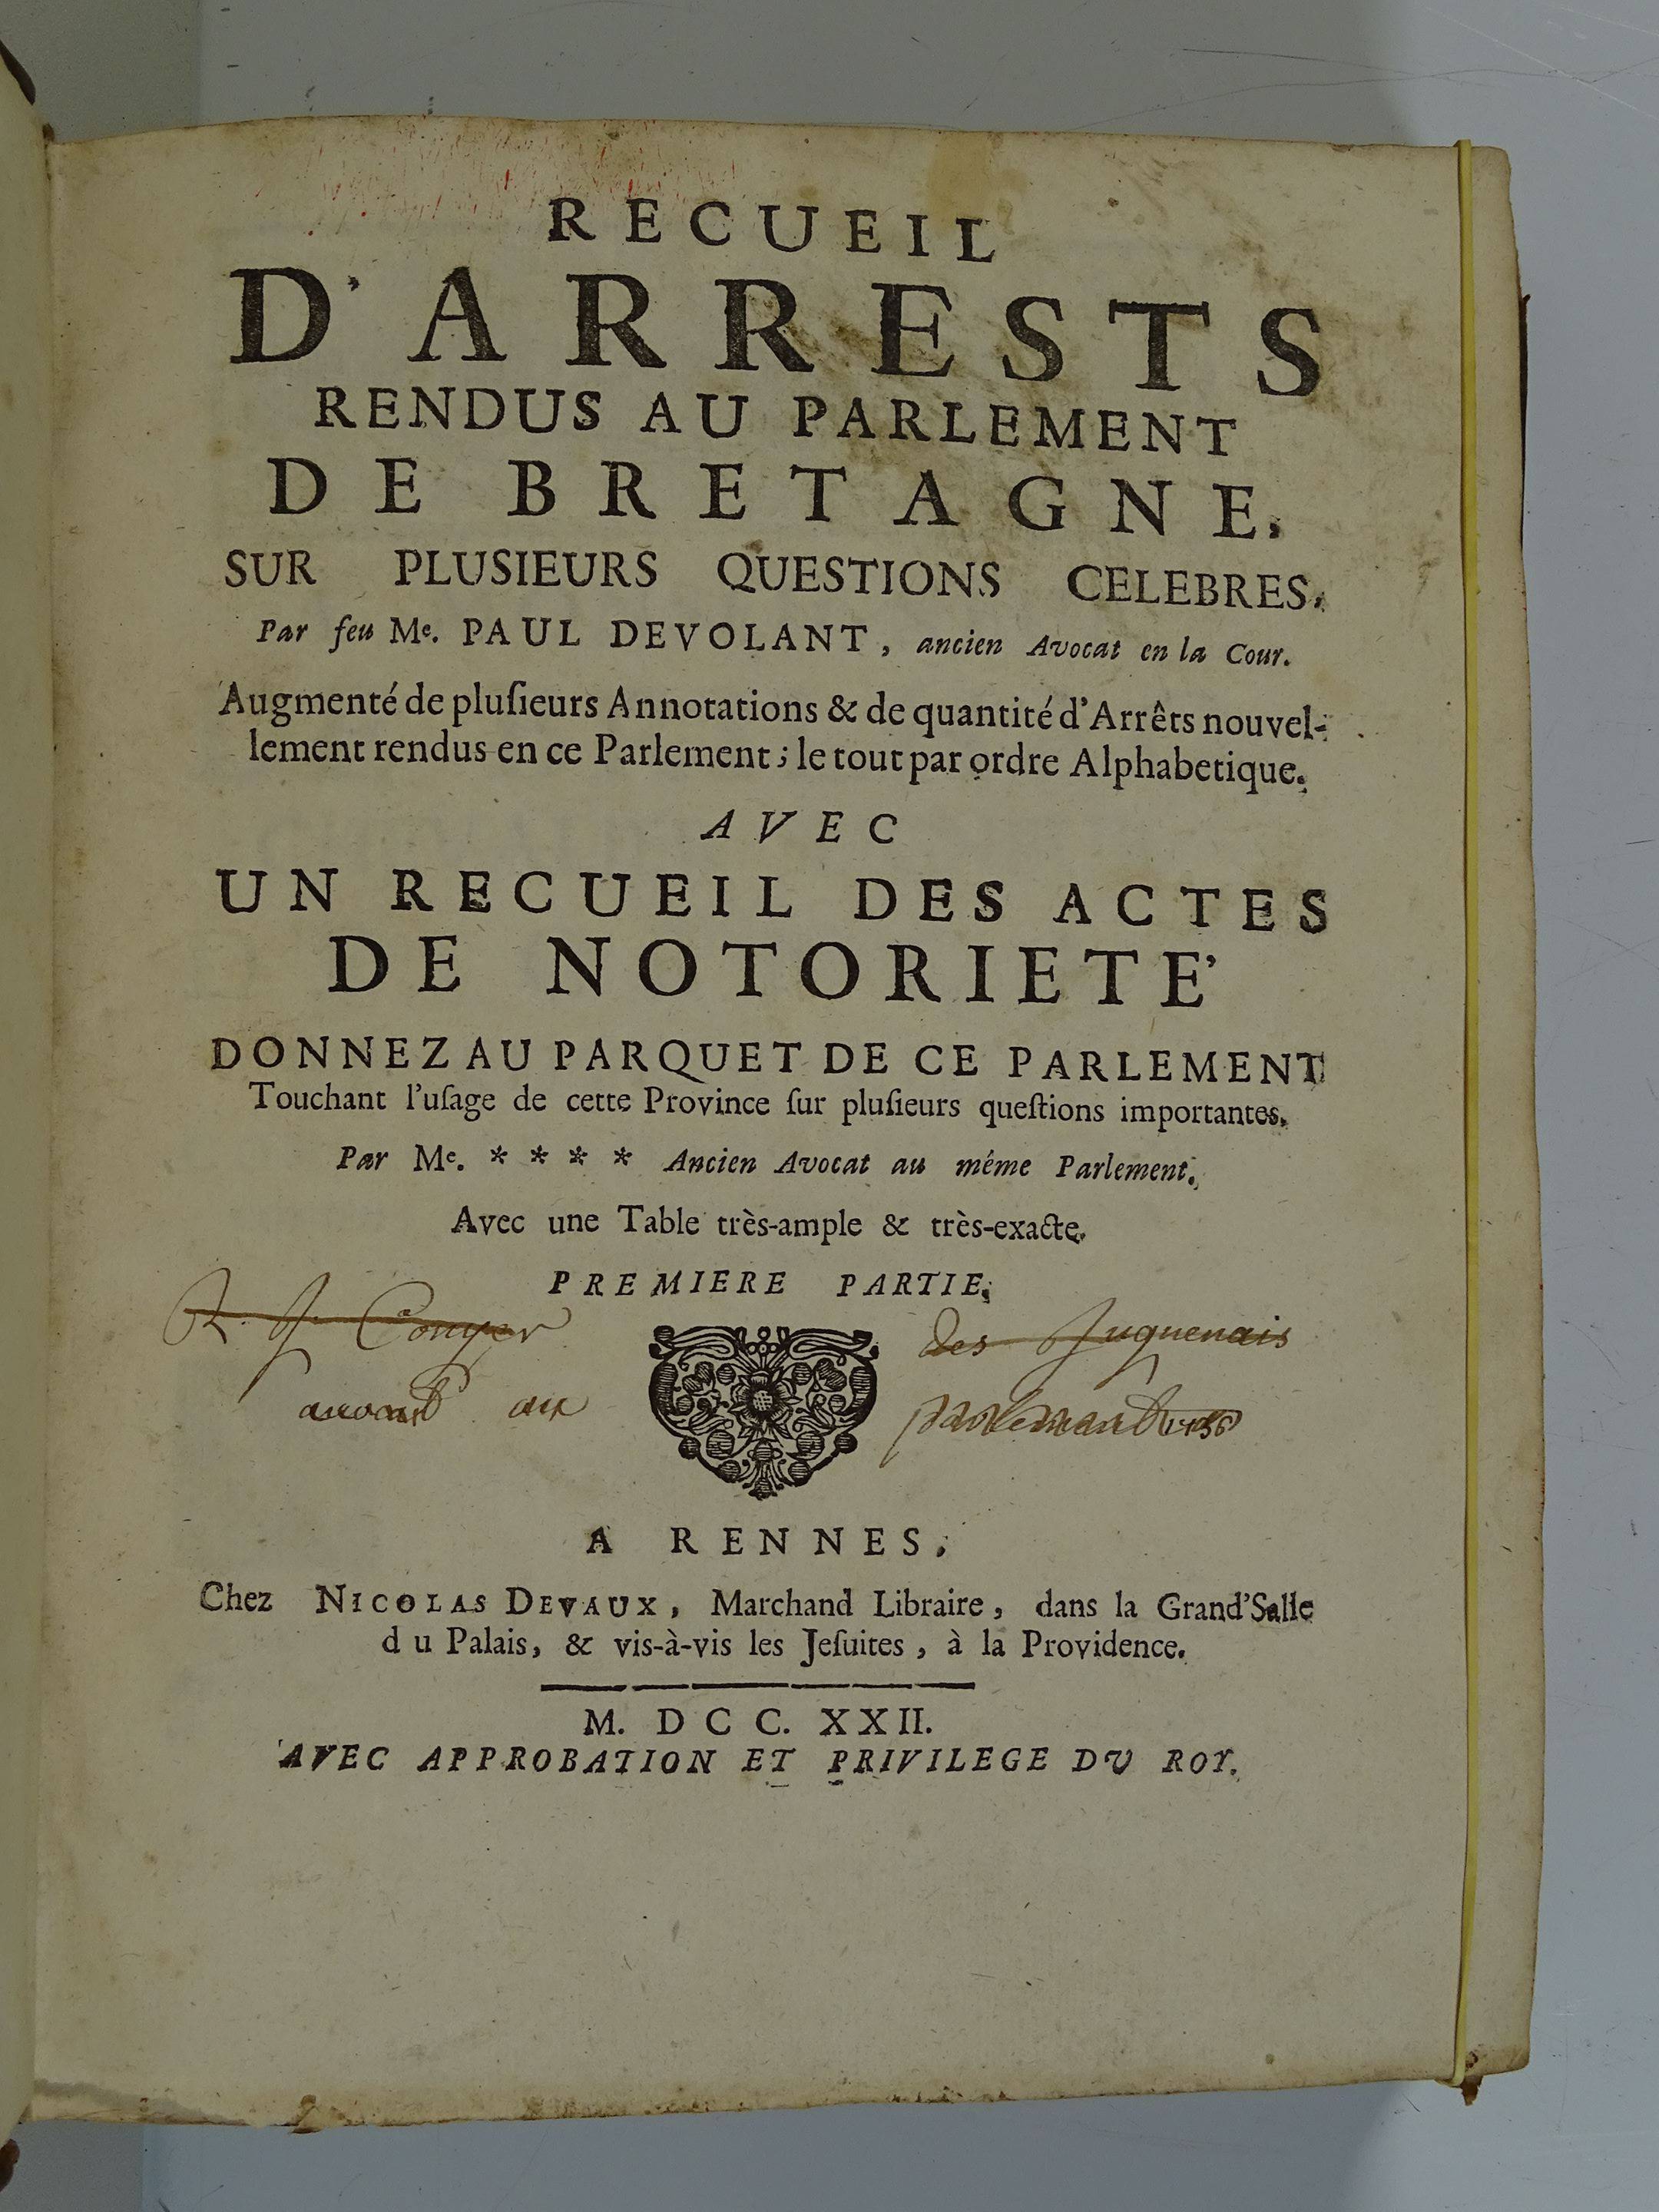 RECUEIL
D'ARRESTS
RENDUS AU PARLEMENT
DE BRETAGNE,
SUR PLUSIEURS QUESTIONS CELEBRES,
Par feu Me. PAUL DEVOLANT, ancien Avocat en la Cour.
Augmenté de pluſieurs Annotations & de quantité d'Arrêts nouvel-
lement rendus en ce Parlement; le tout par ordre Alphabetique.
AVEC
UN RECUEIL DES ACTES
DE NOTORIETE'
DONNEZ AU PARQUET DE CE PARLEMENT
Touchant l'uſage de cette Province ſur pluſieurs queſtions importantes.
Par Me. * * * * Ancien Avocat au même Parlement.
Avec une Table très-ample & très-exacte.
PREMIERE PARTIE.
des Juguenais
avocat au parlemant
A RENNES,
Chez NICOLAS DEVAUX, Marchand Libraire, dans la Grand'Salle
du Palais, & vis-à-vis les Jeſuites, à la Providence.
M. DCC. XXII.
AVEC APPROBATION ET PRIVILEGE DU ROY.